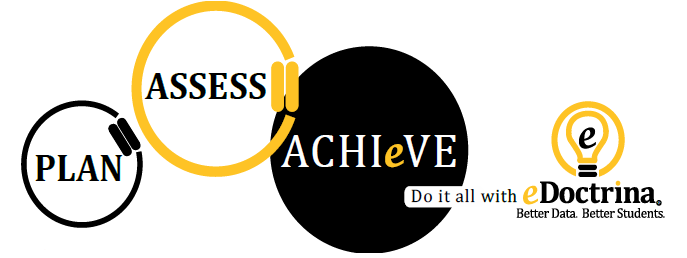 PLAN
ASSESS
ACHIeVE
e
Do it all with eDoctrina®
Better Data. Better Students.